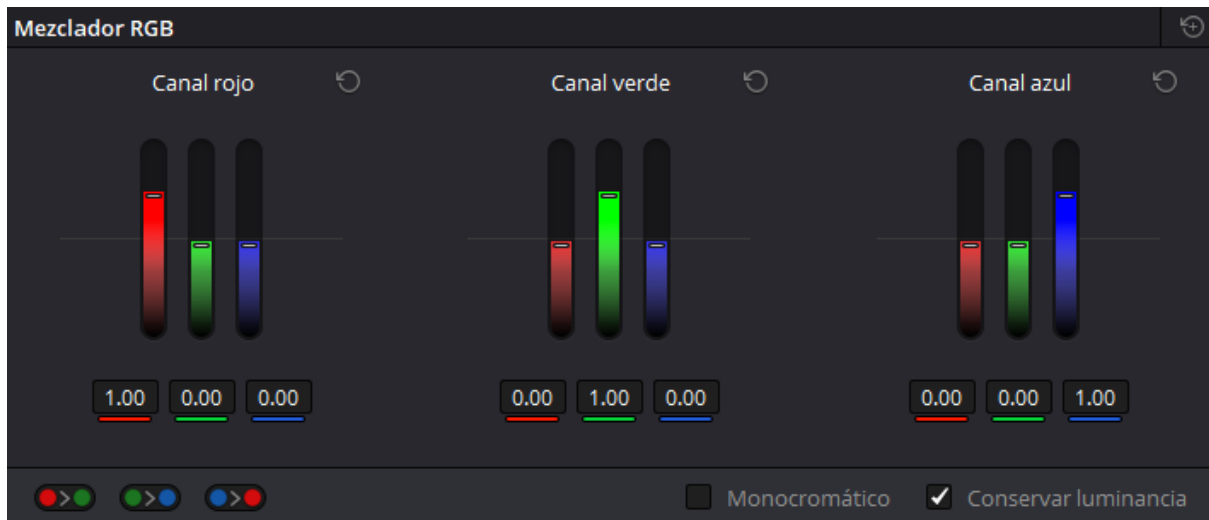 Mezclador RGB
Canal rojo Canal verde Canal azul
1.00 0.00 0.00 0.00 1.00 0.00 0.00 0.00 1.00
Monocromático Conservar luminancia